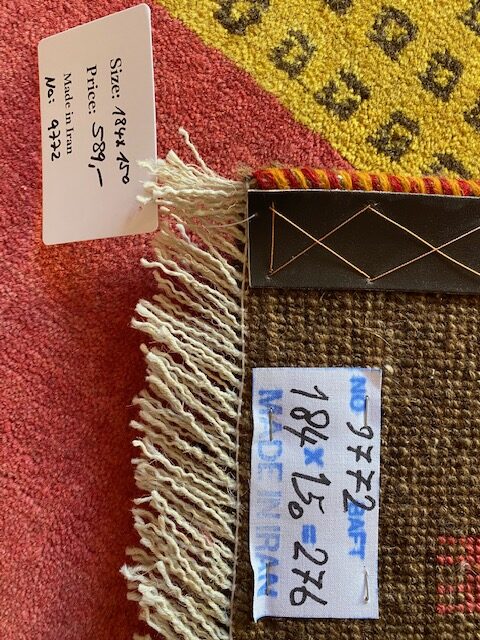 Size: 184x150
Price: 589,-
Made in Iran
No: 9772
NO 9772 BAFT
184x150=276
MADE IN IRAN